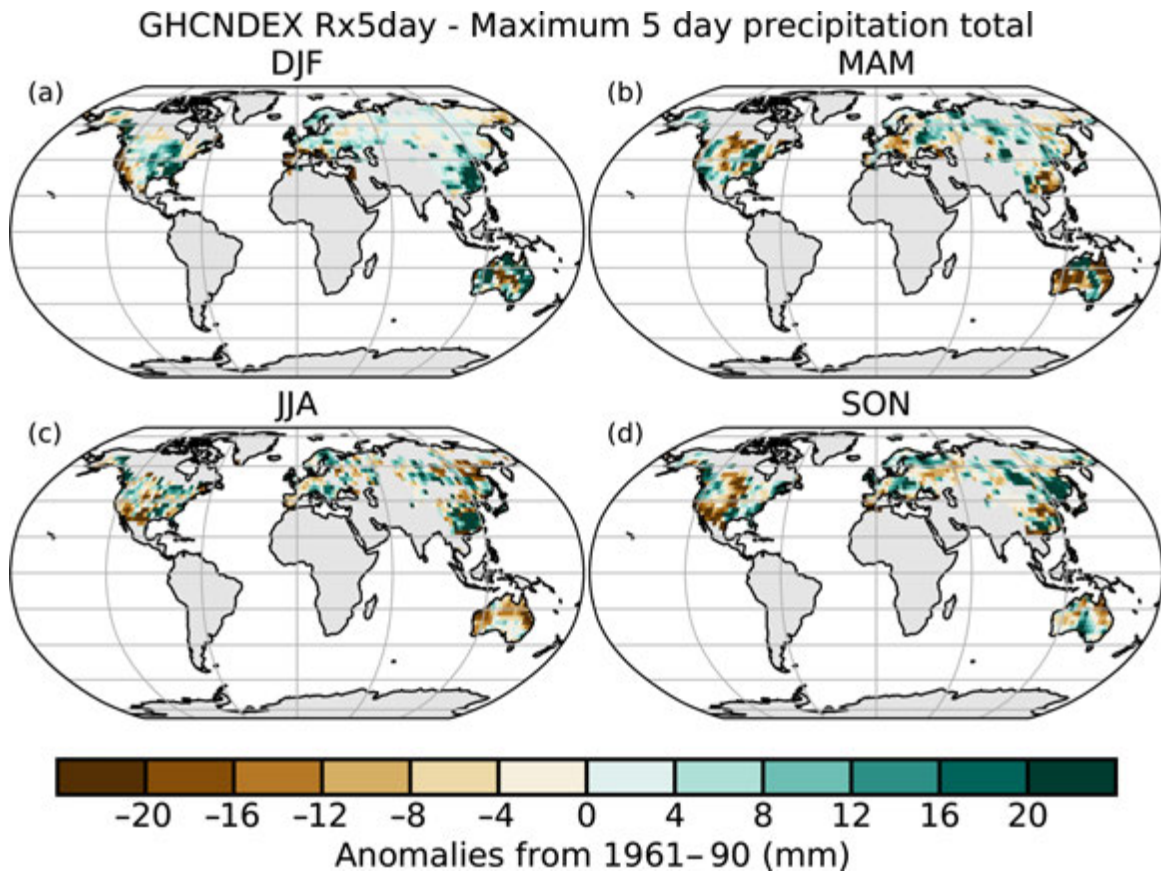 GHCNDEX Rx5day - Maximum 5 day precipitation total
DJF
MAM
(a)
(b)
JJA
SON
(c)
(d)
–20 –16 –12 –8 –4 0 4 8 12 16 20
Anomalies from 1961–90 (mm)